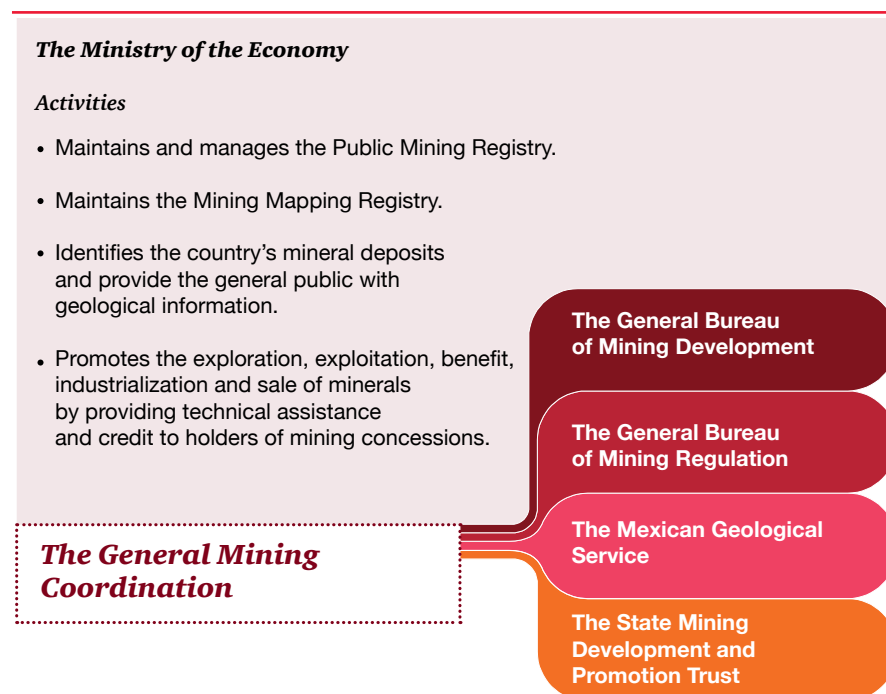 The Ministry of the Economy
Activities
• Maintains and manages the Public Mining Registry.
• Maintains the Mining Mapping Registry.
• Identifies the country's mineral deposits
and provide the general public with
geological information.
• Promotes the exploration, exploitation, benefit,
industrialization and sale of minerals
by providing technical assistance
and credit to holders of mining concessions.
The General Mining
Coordination
The General Bureau
of Mining Development
The General Bureau
of Mining Regulation
The Mexican Geological
Service
The State Mining
Development and
Promotion Trust